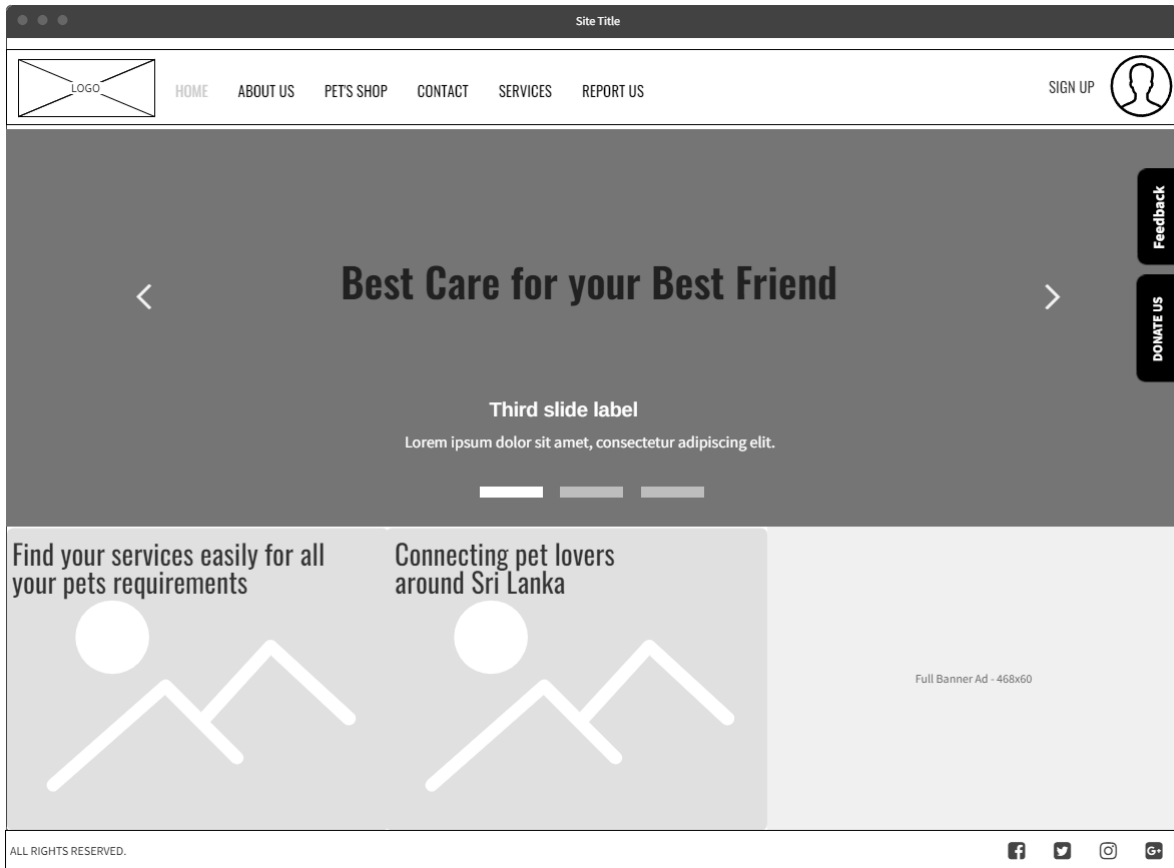 Site Title
LOGO
HOME
ABOUT US
PET'S SHOP
CONTACT
SERVICES
REPORT US
SIGN UP
Feedback
DONATE US
Best Care for your Best Friend
Third slide label
Lorem ipsum dolor sit amet, consectetur adipiscing elit.
Find your services easily for all
your pets requirements
Connecting pet lovers
around Sri Lanka
Full Banner Ad - 468x60
ALL RIGHTS RESERVED.